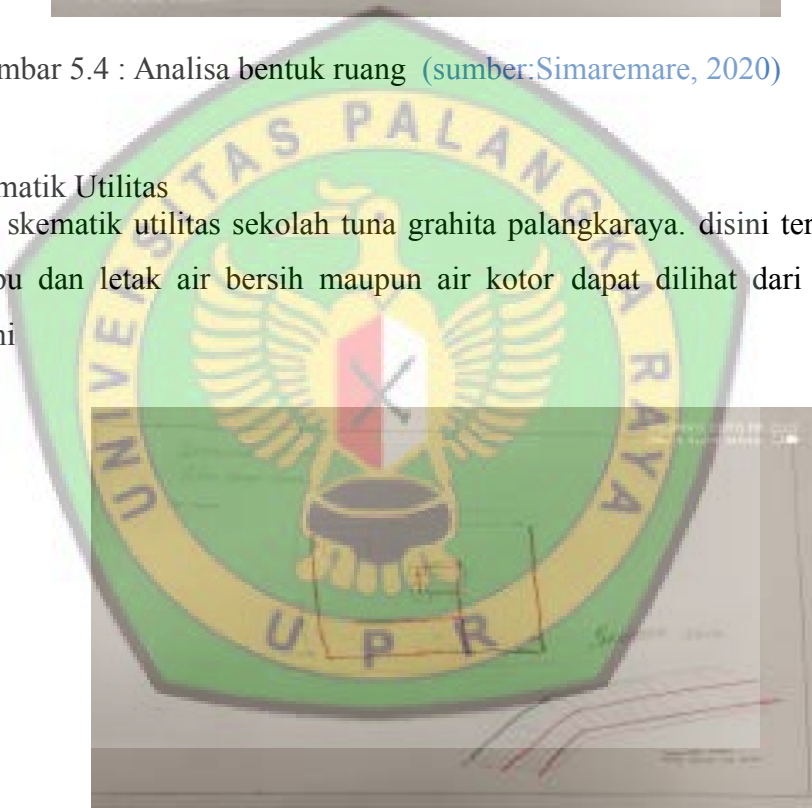 mbar 5.4 : Analisa bentuk ruang (sumber:Simaremare, 2020)
matik Utilitas
skematik utilitas sekolah tuna grahita palangkaraya. disini ter
ou dan letak air bersih maupun air kotor dapat dilihat dari
ni
UNIVERSITAS PALANGKA RAYA
U P R